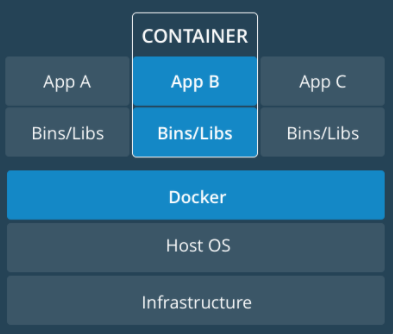 CONTAINER
App A App B App C
Bins/Libs Bins/Libs Bins/Libs
Docker
Host OS
Infrastructure